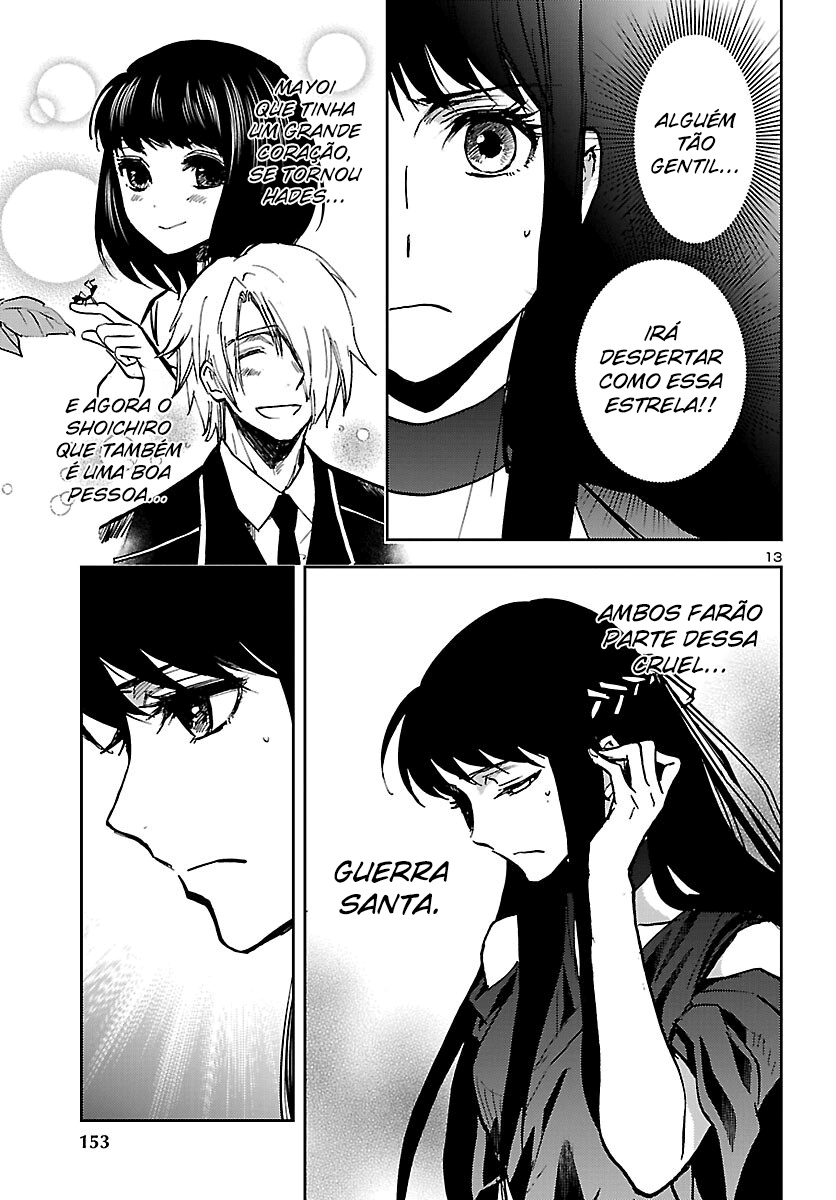 ALGUÉM
TÃO
GENTIL...
IRÁ
DESPERTAR
COMO ESSA
ESTRELA!!
MAYOI
QUE TINHA
UM GRANDE
CORAÇÃO,
SE TORNOU
HADES...
E AGORA O
SHOICHIRO
QUE TAMBÉM
É UMA BOA
PESSOA...
13
AMBOS FARÃO
PARTE DESSA
CRUEL...
GUERRA
SANTA.
153